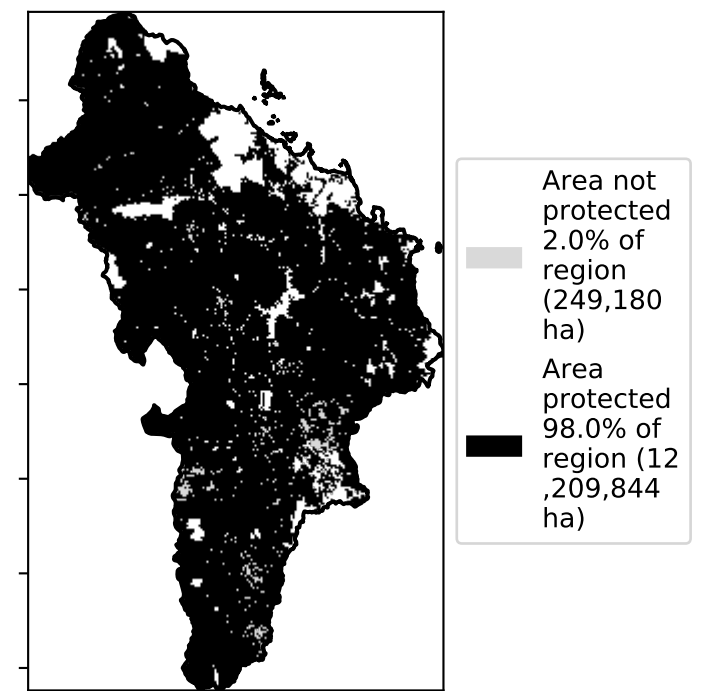 Area not
protected
2.0% of
region
(249,180
ha)
Area
protected
98.0% of
region (12
,209,844
ha)